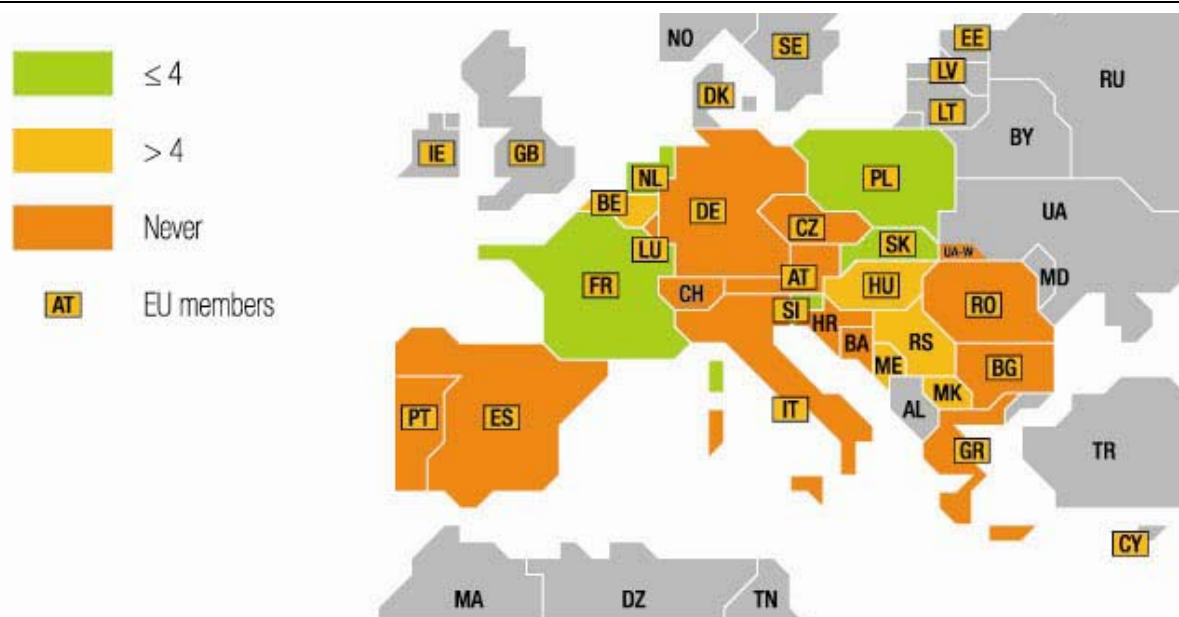 ≤ 4
> 4
Never
AT EU members
NO
SE
EE
LV
RU
DK
LT
BY
IE
GB
NL
PL
BE
DE
CZ
UA
LU
SK
UA-W
FR
CH
AT
HU
MD
SI
HR
RO
BA
RS
ME
BG
MK
AL
PT
ES
IT
GR
TR
CY
MA
DZ
TN